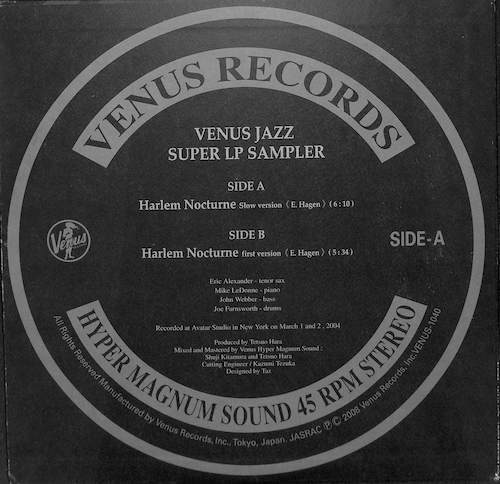 VENUS RECORDS
VENUS JAZZ
SUPER LP SAMPLER
SIDE A
Harlem Nocturne Slow version ( E. Hagen ) ( 6 : 10 )
SIDE B
Harlem Nocturne first version ( E. Hagen ) ( 5 : 34 )
Venus
SIDE-A
Eric Alexander - tenor sax
Mike LeDonne - piano
John Webber - bass
Joe Farnsworth - drums
Recorded at Avatar Studio in New York on March 1 and 2 , 2004
Produced by Tetsuo Hara
Mixed and Mastered by Venus Hyper Magnum Sound :
Shuji Kitamura and Tetsuo Hara
Cutting Engineer / Kazumi Tezuka
Designed by Taz
HYPER MAGNUM SOUND 45 RPM STEREO
All Rights Reserved Manufactured by Venus Records, Inc., Tokyo, Japan. JASRAC ℗© 2008 Venus Records, Inc. VENUS-1040